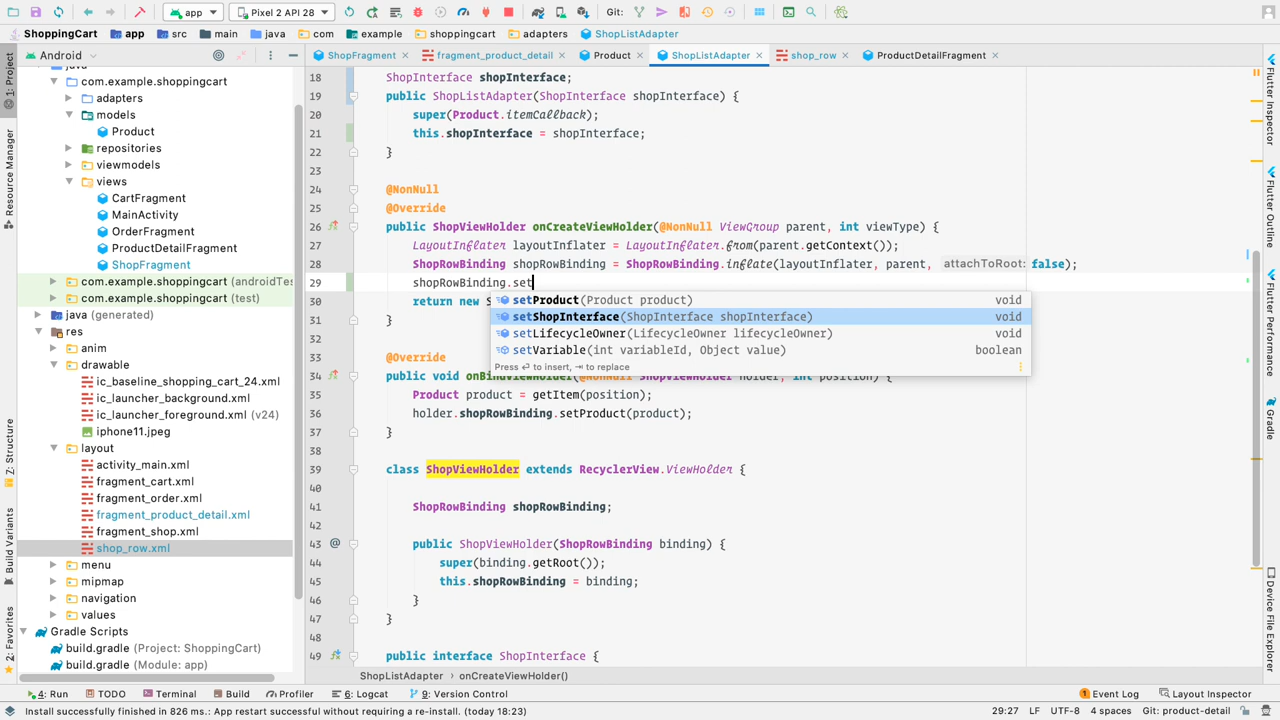 app
Pixel 2 API 28
Git:
ShoppingCart
app
src
main
java
example
shoppingcart
adapters
ShopListAdapter
Android
ShopFragment
fragment_product_detail
Product
ShopListAdapter
shop_row
ProductDetailFragment
java
com.example.shoppingcart
adapters
models
Product
repositories
viewmodels
views
CartFragment
MainActivity
OrderFragment
ProductDetailFragment
ShopFragment
com.example.shoppingcart (androidTes
com.example.shoppingcart (test)
java (generated)
res
anim
drawable
ic_baseline_shopping_cart_24.xml
ic_launcher_background.xml
ic_launcher_foreground.xml (v24)
iphone11.jpeg
layout
activity_main.xml
fragment_cart.xml
fragment_order.xml
fragment_product_detail.xml
fragment_shop.xml
shop_row.xml
menu
mipmap
navigation
values
Gradle Scripts
build.gradle (Project: ShoppingCart)
build.gradle (Module: app)
18 ShopInterface shopInterface;
19 public ShopListAdapter(ShopInterface shopInterface) {
20 super(Product.itemCallback);
21 this.shopInterface = shopInterface;
22 }
23
24 @NonNull
25 @Override
26 public ShopViewHolder onCreateViewHolder(@NonNull ViewGroup parent, int viewType) {
27 LayoutInflater layoutInflater = LayoutInflater.from(parent.getContext());
28 ShopRowBinding shopRowBinding = ShopRowBinding.inflate(layoutInflater, parent, attachToRoot: false);
29 shopRowBinding.set
30 return new S
31 }
32
33 @Override
34 public void onBindViewHolder(@NonNull ShopViewHolder holder, int position) {
35 Product product = getItem(position);
36 holder.shopRowBinding.setProduct(product);
37 }
38
39 class ShopViewHolder extends RecyclerView.ViewHolder {
40
41 ShopRowBinding shopRowBinding;
42
43 public ShopViewHolder(ShopRowBinding binding) {
44 super(binding.getRoot());
45 this.shopRowBinding = binding;
46 }
47 }
48
49 public interface ShopInterface {
setProduct(Product product) void
setShopInterface(ShopInterface shopInterface) void
setLifecycleOwner(LifecycleOwner lifecycleOwner) void
setVariable(int variableId, Object value) boolean
Press ⏎ to insert, ⇥ to replace
ShopListAdapter › onCreateViewHolder()
1: Project
Resource Manager
Z: Structure
Build Variants
2: Favorites
Flutter Inspector
Flutter Outline
Flutter Performance
Gradle
Device File Explorer
4: Run
TODO
Terminal
Build
Profiler
6: Logcat
9: Version Control
1 Event Log
Layout Inspector
Install successfully finished in 826 ms.: App restart successful without requiring a re-install. (today 18:23)
29:27 LF UTF-8 4 spaces Git: product-detail